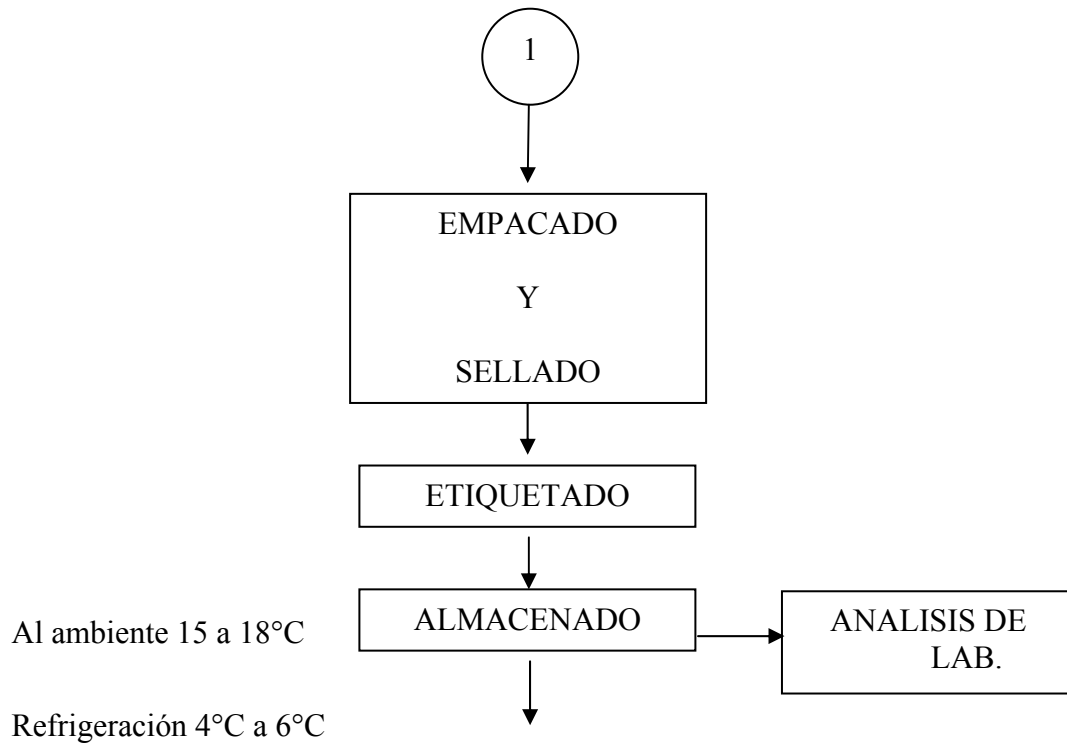 1
EMPACADO
Y
SELLADO
ETIQUETADO
ALMACENADO
Al ambiente 15 a 18°C
ANALISIS DE
LAB.
Refrigeración 4°C a 6°C